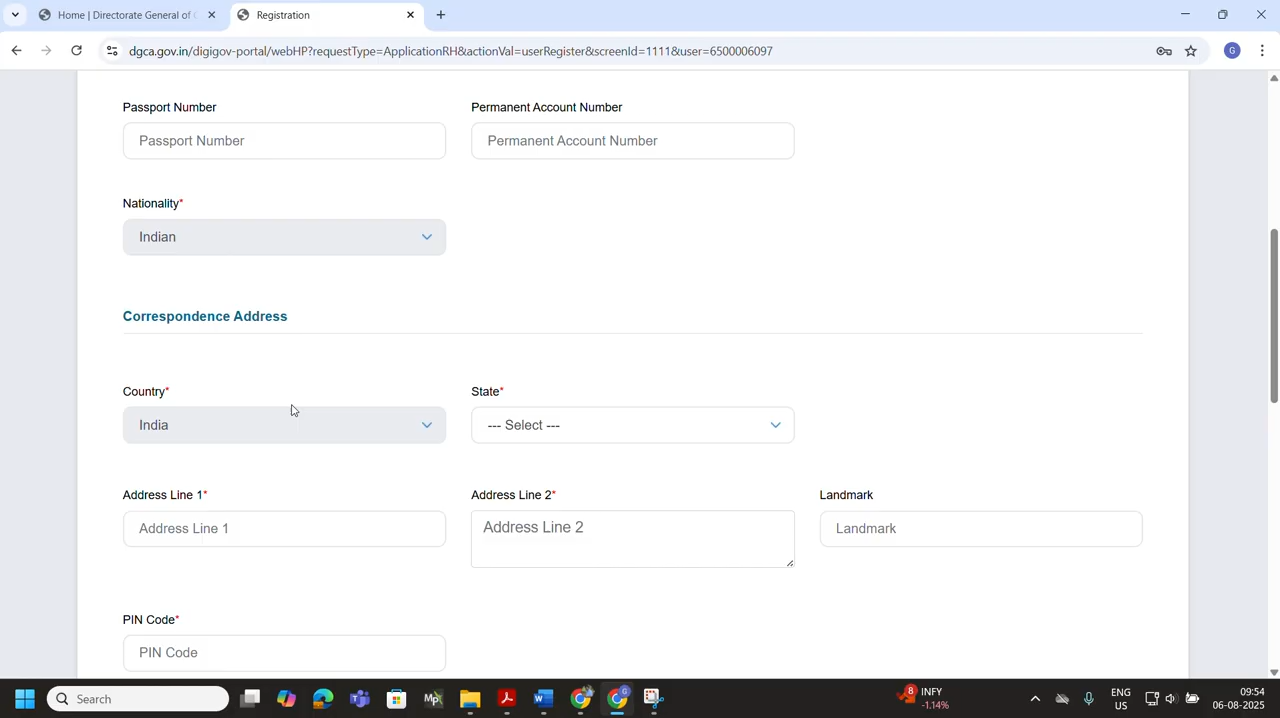 Home | Directorate General of
Registration
dgca.gov.in/digigov-portal/webHP?requestType=ApplicationRH&actionVal=userRegister&screenId=1111&user=6500006097
G
Passport Number
Permanent Account Number
Passport Number
Permanent Account Number
Nationality*
Indian
Correspondence Address
Country*
State*
India
--- Select ---
Address Line 1*
Address Line 2*
Landmark
Address Line 1
Address Line 2
Landmark
PIN Code*
PIN Code
Search
8
INFY
-1.14%
ENG
US
09:54
06-08-2025